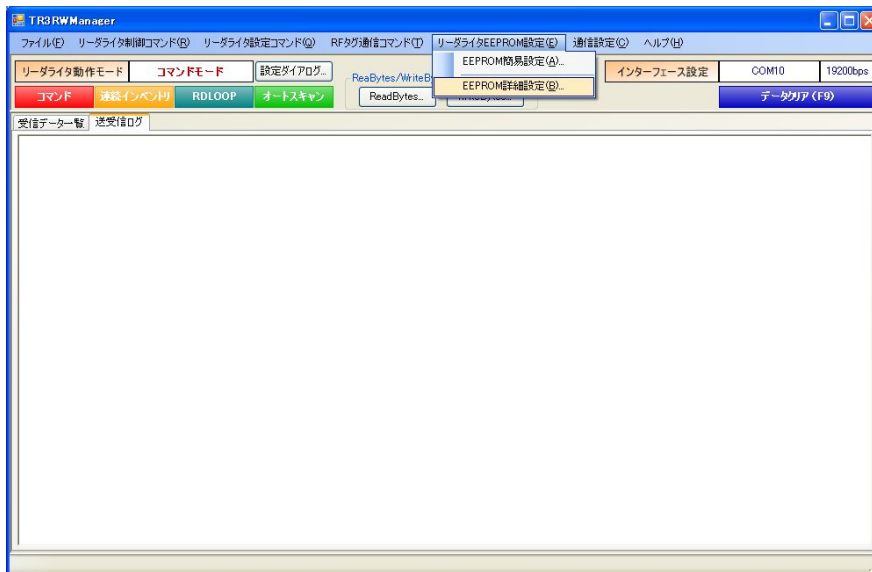 TR3RWManager
ファイル(F) リーダライタ制御コマンド(R) リーダライタ設定コマンド(Q) RFタグ通信コマンド(T) リーダライタEEPROM設定(E) 通信設定(C) ヘルプ(H)
EEPROM簡易設定(A)...
EEPROM詳細設定(B)...
リーダライタ動作モード コマンドモード 設定ダイアログ... ReaBytes/WriteB インターフェース設定 COM10 19200bps
コマンド 連続インベントリ RDLOOP オートスキャン ReadBytes... データクリア (F9)
受信データ一覧 送受信ログ